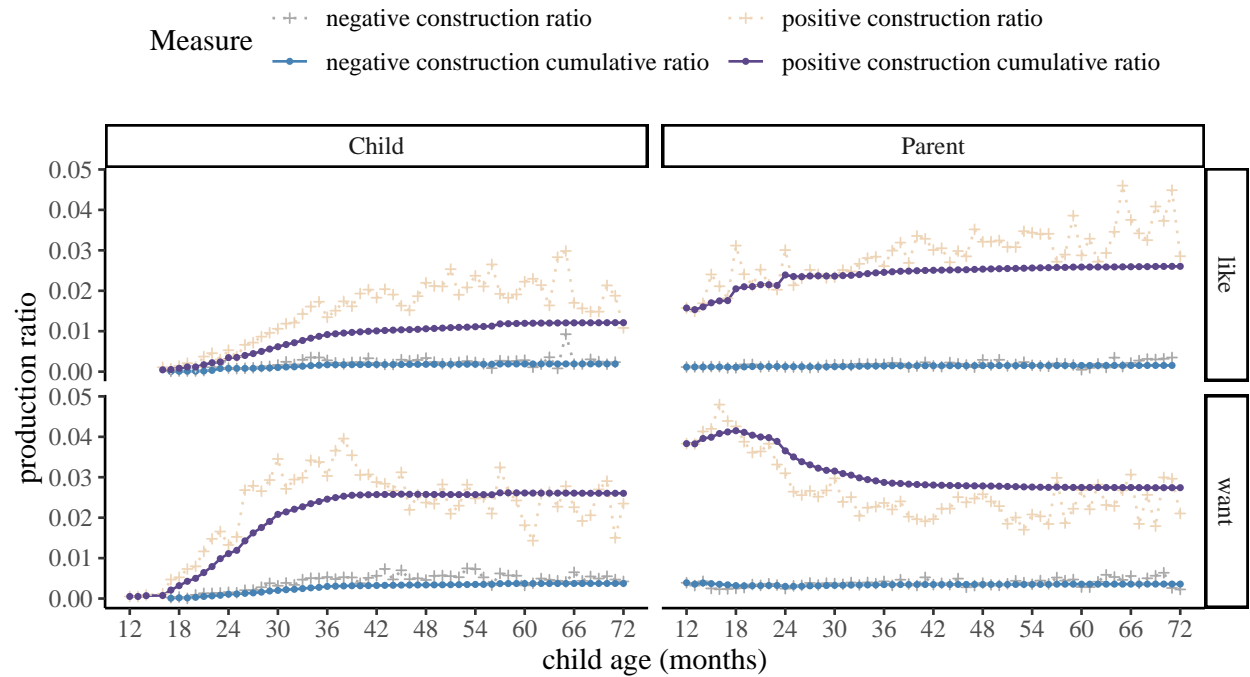 Measure
negative construction ratio
positive construction ratio
negative construction cumulative ratio
positive construction cumulative ratio
Child
Parent
0.05
0.04
0.03
0.02
0.01
0.00
like
0.05
0.04
0.03
0.02
0.01
0.00
want
production ratio
12 18 24 30 36 42 48 54 60 66 72
12 18 24 30 36 42 48 54 60 66 72
child age (months)